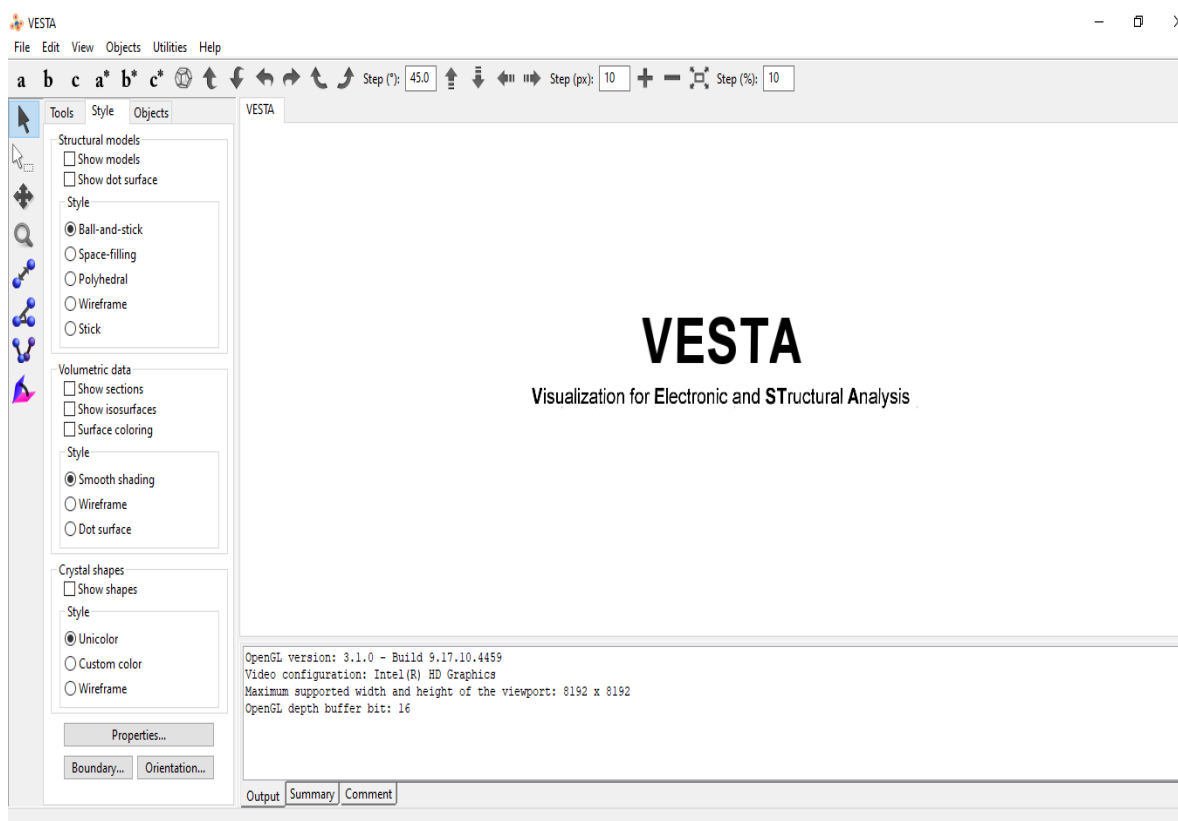 VESTA
File Edit View Objects Utilities Help
a b c a* b* c* Step (°): 45.0 Step (px): 10 Step (%): 10
Tools Style Objects
VESTA
Structural models
Show models
Show dot surface
Style
Ball-and-stick
Space-filling
Polyhedral
Wireframe
Stick
Volumetric data
Show sections
Show isosurfaces
Surface coloring
Style
Smooth shading
Wireframe
Dot surface
Crystal shapes
Show shapes
Style
Unicolor
Custom color
Wireframe
Properties...
Boundary... Orientation...
VESTA
Visualization for Electronic and STructural Analysis
OpenGL version: 3.1.0 - Build 9.17.10.4459
Video configuration: Intel(R) HD Graphics
Maximum supported width and height of the viewport: 8192 x 8192
OpenGL depth buffer bit: 16
Output Summary Comment